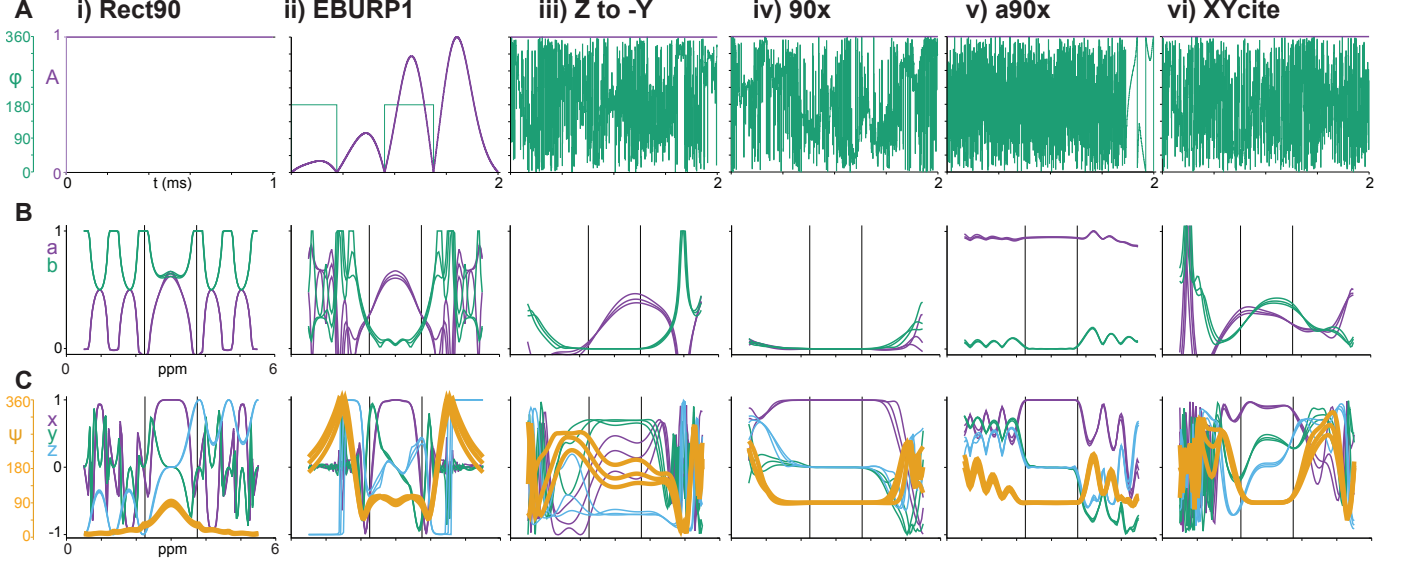 A i) Rect90 ii) EBURP1 iii) Z to -Y iv) 90x v) a90x vi) XYcite
360 1
φ A
180
90
0 0
0 t (ms) 1 2 2 2 2 2
B
1
a
b
0
0 ppm 6
C
360 1
x
ψ y
z
180 0
90
0 -1
0 ppm 6